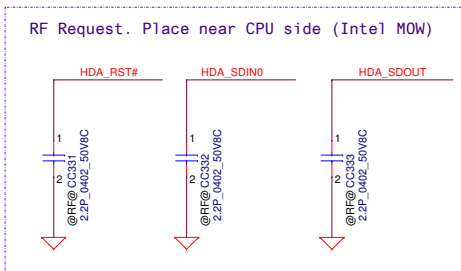 RF Request. Place near CPU side (Intel MOW)
HDA_RST#
HDA_SDIN0
HDA_SDOUT
1
2
@RF@ CC331
2.2P_0402_50V8C
1
2
@RF@ CC332
2.2P_0402_50V8C
1
2
@RF@ CC333
2.2P_0402_50V8C